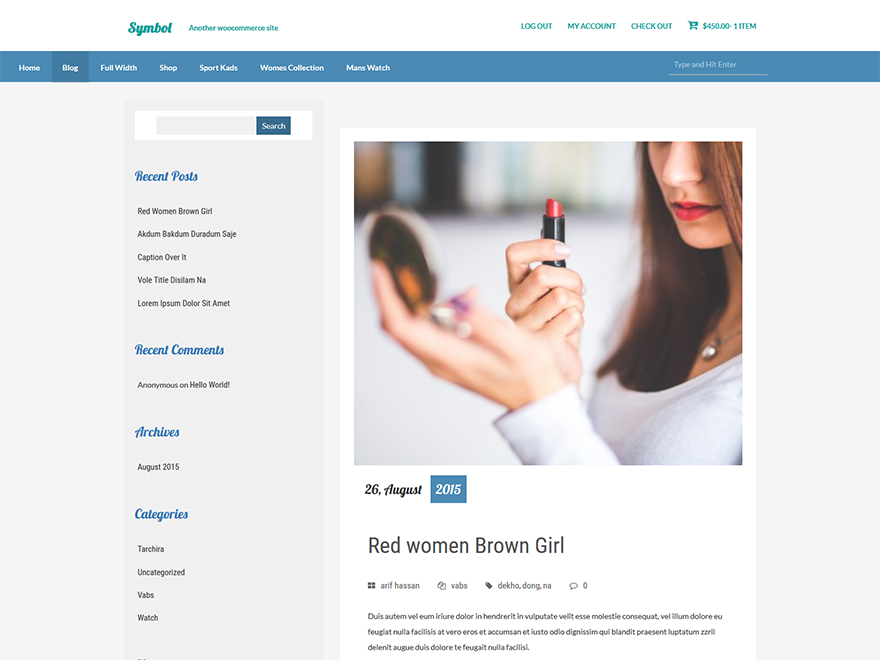 Symbol
Another woocommerce site
LOG OUT MY ACCOUNT CHECK OUT $450.00- 1 ITEM
Home Blog Full Width Shop Sport Kads Womes Collection Mans Watch
Type and Hit Enter
Search
Recent Posts
Red Women Brown Girl
Akdum Bakdum Duradum Saje
Caption Over It
Vole Title Disilam Na
Lorem Ipsum Dolor Sit Amet
Recent Comments
Anonymous on Hello World!
Archives
August 2015
Categories
Tarchira
Uncategorized
Vabs
Watch
26, August 2015
Red women Brown Girl
arif hassan vabs dekho, dong, na 0
Duis autem vel eum iriure dolor in hendrerit in vulputate velit esse molestie consequat, vel illum dolore eu
feugiat nulla facilisis at vero eros et accumsan et iusto odio dignissim qui blandit praesent luptatum zzril
delenit augue duis dolore te feugait nulla facilisi.